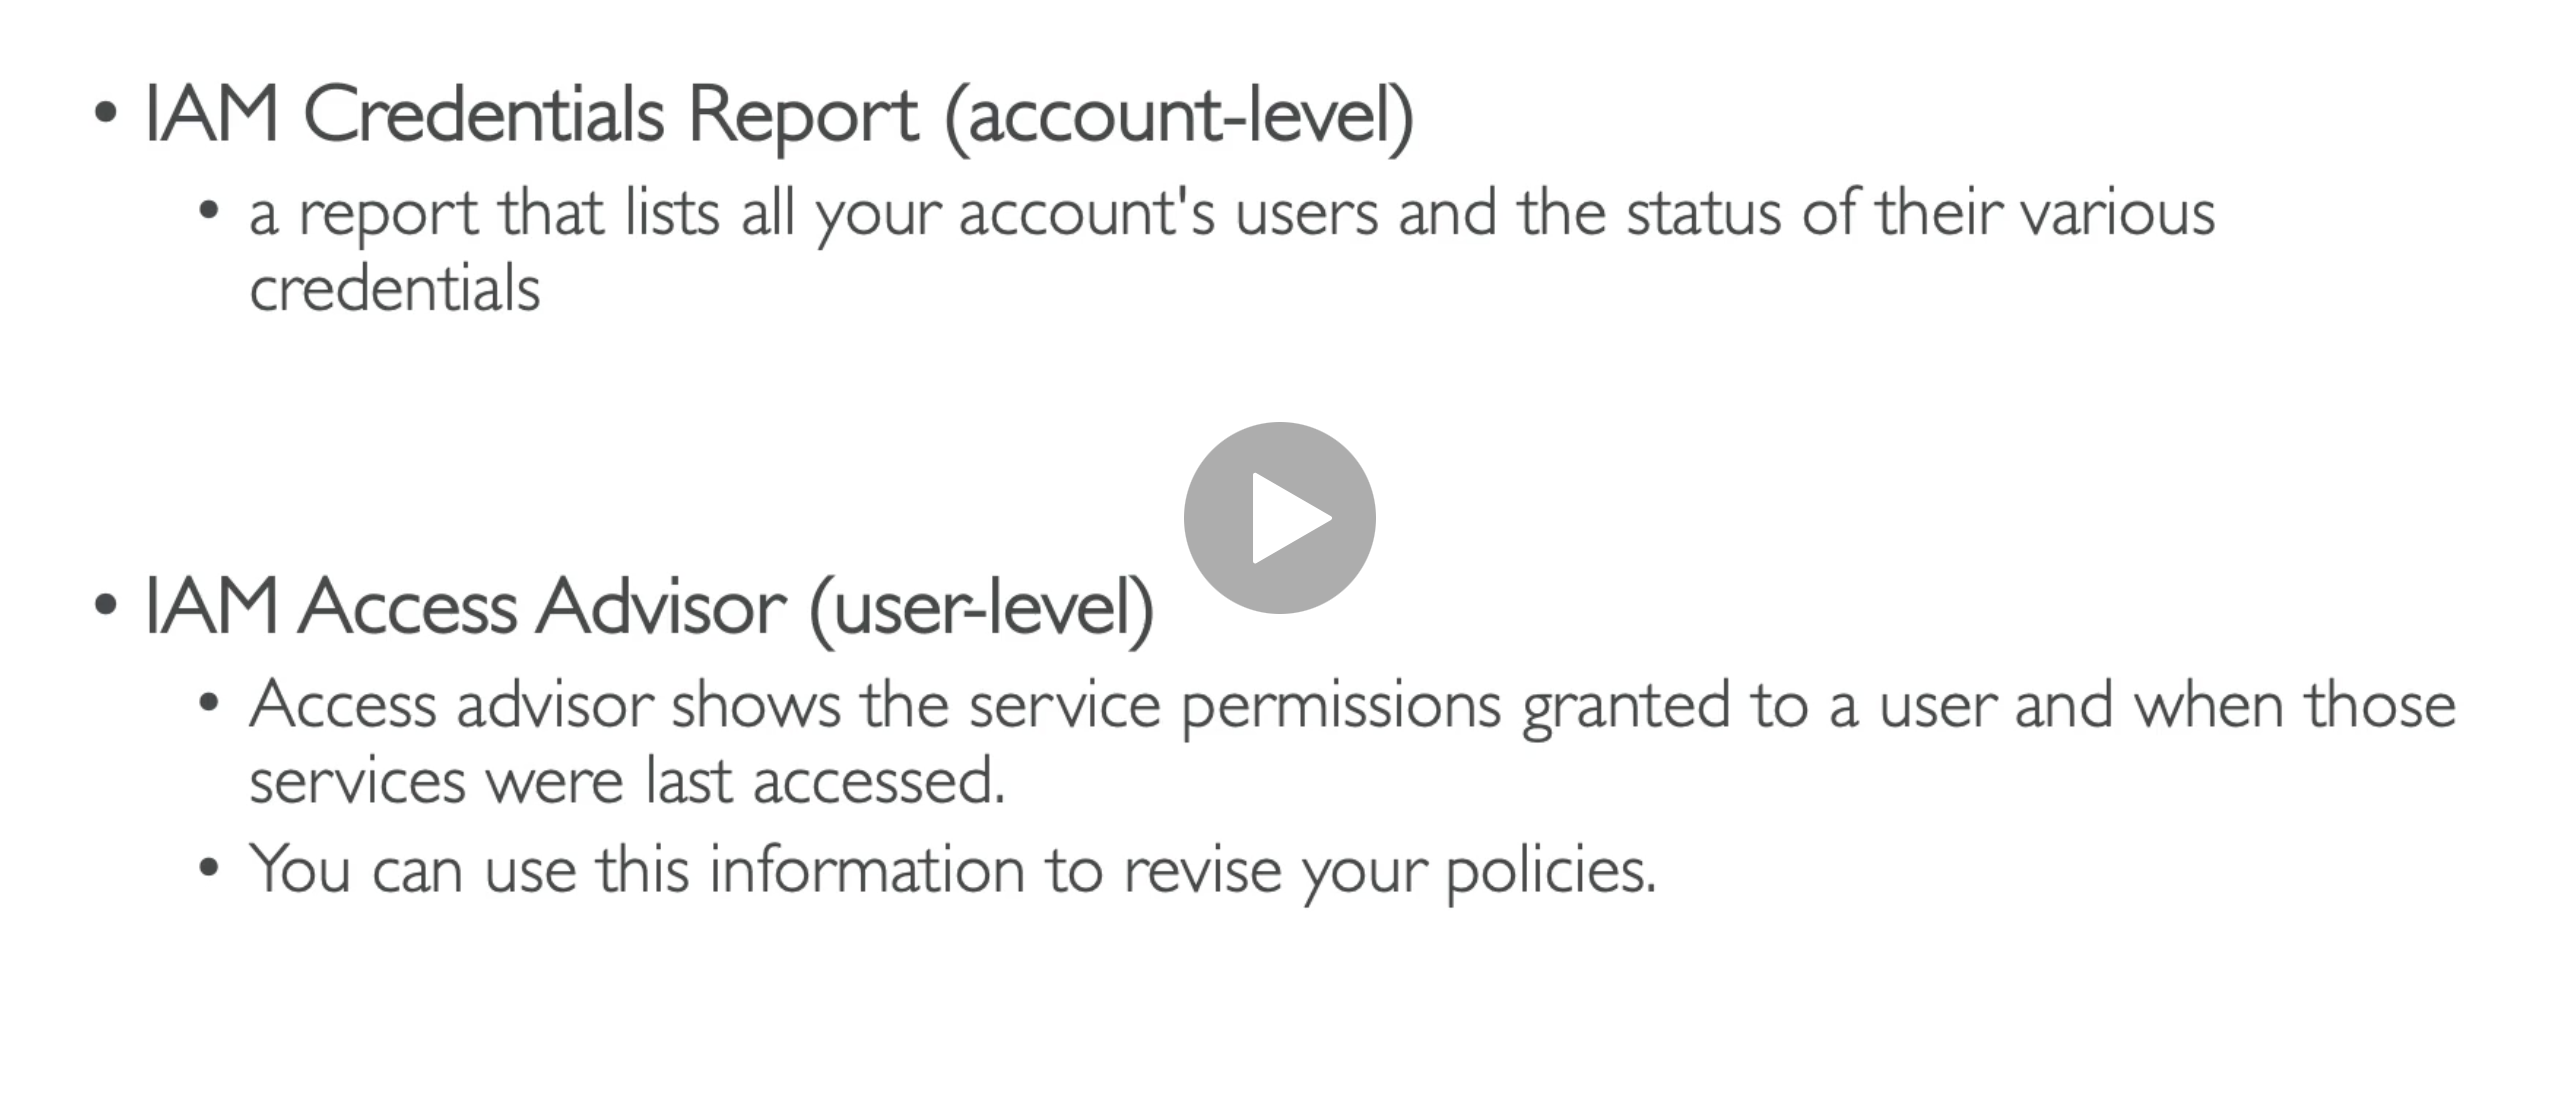 • IAM Credentials Report (account-level)
• a report that lists all your account's users and the status of their various
credentials
• IAM Access Advisor (user-level)
• Access advisor shows the service permissions granted to a user and when those
services were last accessed.
• You can use this information to revise your policies.